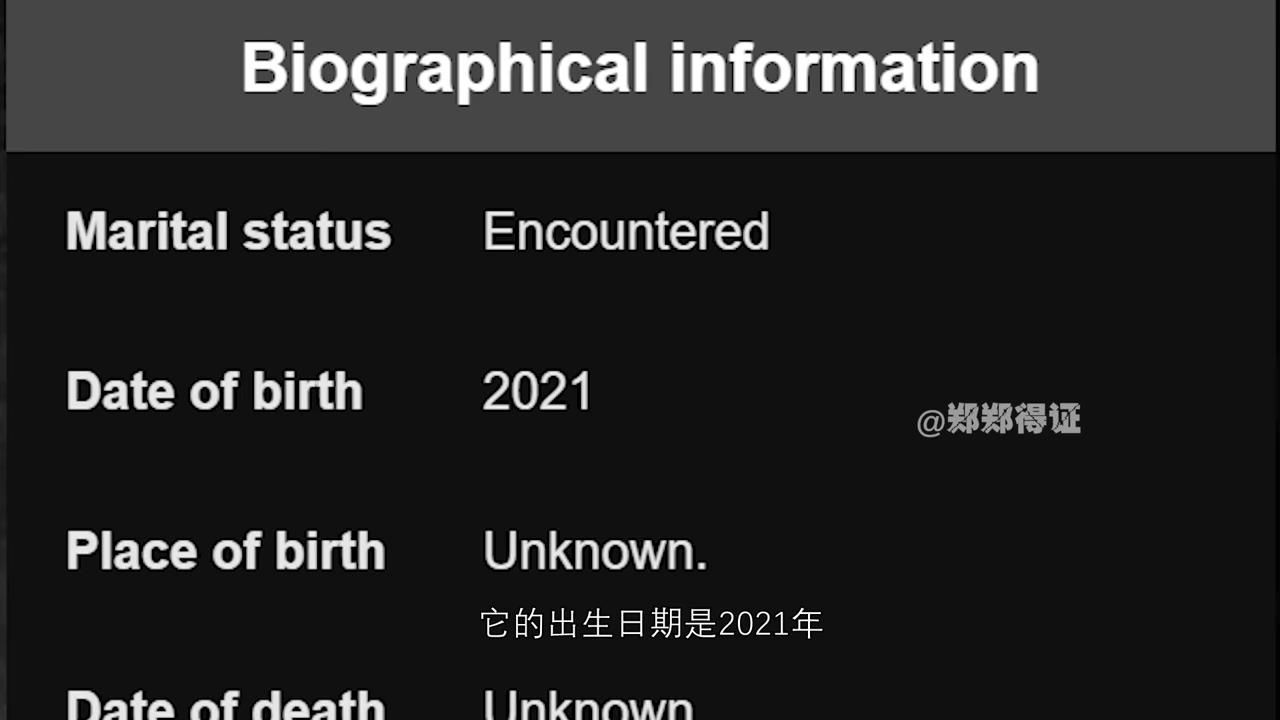 Biographical information
Marital status Encountered
Date of birth 2021
@郑郑得证
Place of birth Unknown.
它的出生日期是2021年
Date of death Unknown